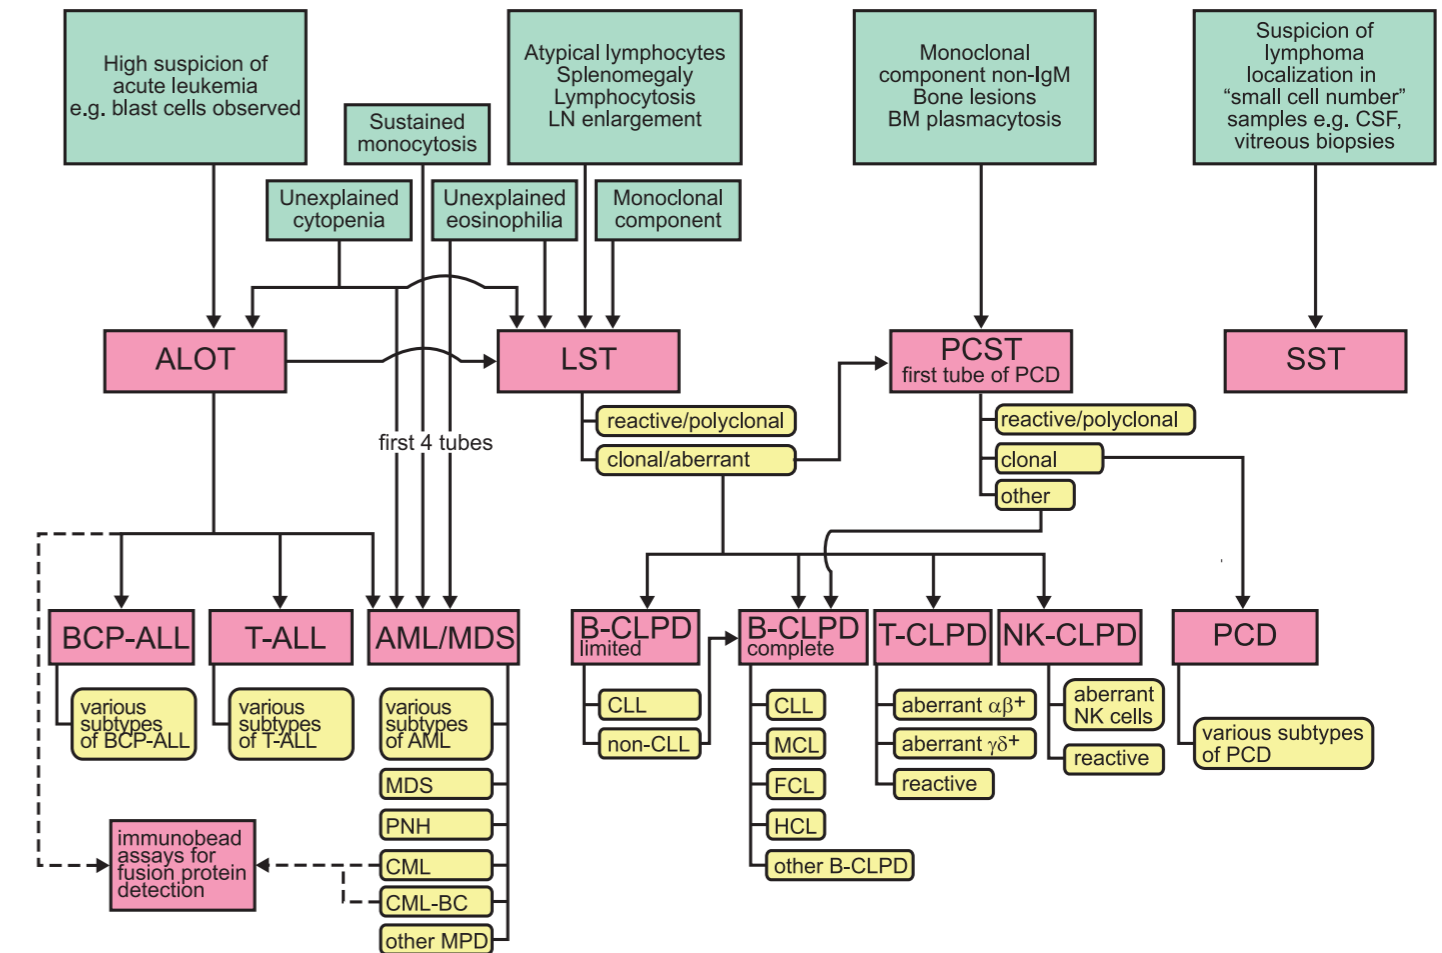 High suspicion of
acute leukemia
e.g. blast cells observed
Sustained
monocytosis
Atypical lymphocytes
Splenomegaly
Lymphocytosis
LN enlargement
Monoclonal
component non-IgM
Bone lesions
BM plasmacytosis
Suspicion of
lymphoma
localization in
“small cell number”
samples e.g. CSF,
vitreous biopsies
Unexplained
cytopenia
Unexplained
eosinophilia
Monoclonal
component
ALOT
LST
PCST
first tube of PCD
SST
first 4 tubes
reactive/polyclonal
clonal/aberrant
reactive/polyclonal
clonal
other
BCP-ALL
T-ALL
AML/MDS
B-CLPD
limited
B-CLPD
complete
T-CLPD
NK-CLPD
PCD
various
subtypes
of BCP-ALL
various
subtypes
of T-ALL
various
subtypes
of AML
MDS
PNH
CML
CML-BC
other MPD
immunobead
assays for
fusion protein
detection
CLL
non-CLL
CLL
MCL
FCL
HCL
other B-CLPD
aberrant αβ+
aberrant γδ+
reactive
aberrant
NK cells
reactive
various subtypes
of PCD